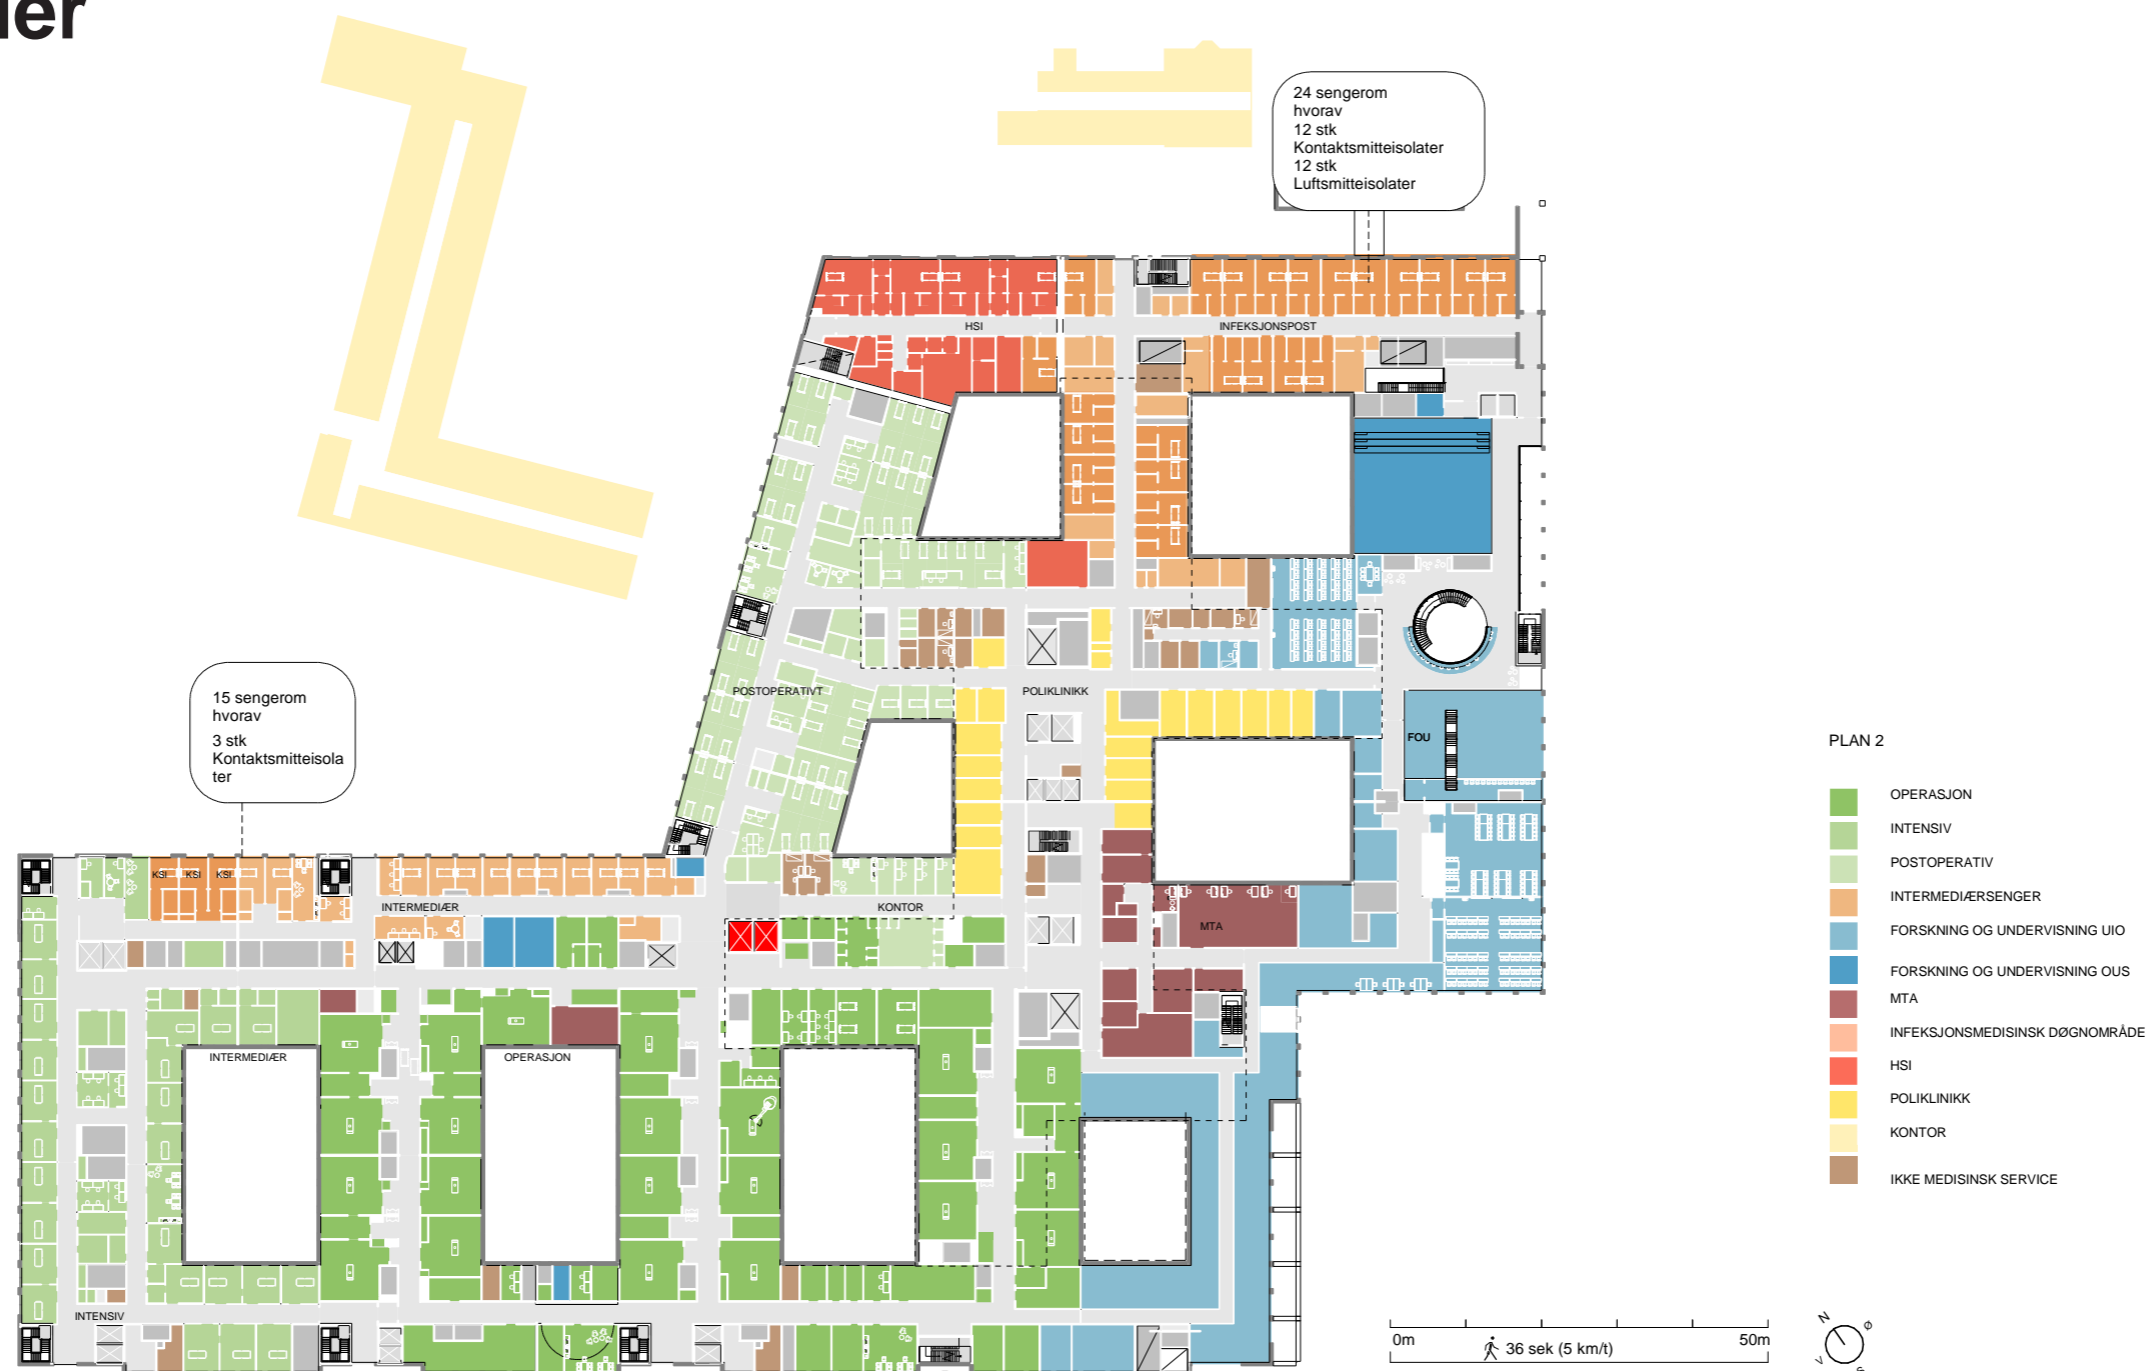 24 sengerom
hvorav
12 stk
Kontaktsmitteisolater
12 stk
Luftsmitteisolater
HSI
INFEKSJONSPOST
15 sengerom
hvorav
3 stk
Kontaktsmitteisola
ter
POSTOPERATIVT
POLIKLINIKK
FOU
KSI KSI KSI
INTERMEDIÆR
KONTOR
MTA
INTERMEDIÆR
OPERASJON
INTENSIV
PLAN 2
OPERASJON
INTENSIV
POSTOPERATIV
INTERMEDIÆRSENGER
FORSKNING OG UNDERVISNING UIO
FORSKNING OG UNDERVISNING OUS
MTA
INFEKSJONSMEDISINSK DØGNOMRÅDE
HSI
POLIKLINIKK
KONTOR
IKKE MEDISINSK SERVICE
0m
50m
36 sek (5 km/t)
N
Ø
V
S